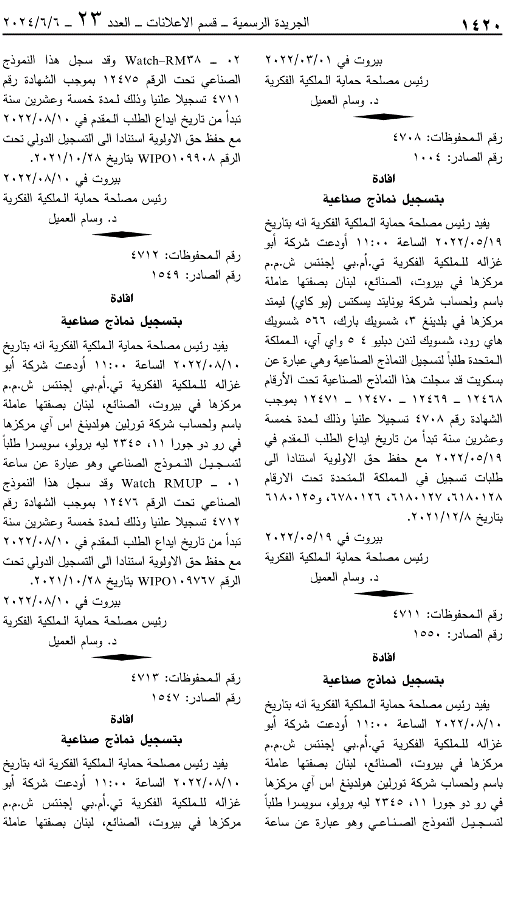 ١٤٢٠
الجريدة الرسمية ــ قسم الاعلانات ــ العدد ٢٣ ــ ٢٠٢٤/٦/٦
بيروت في ٢٠٢٢/٠٣/٠١
رئيس مصلحة حماية الملكية الفكرية
د. وسام العميل
رقم المحفوظات: ٤٧٠٨
رقم الصادر: ١٠٠٤
افادة
بتسجيل نماذج صناعية
يفيد رئيس مصلحة حماية الملكية الفكرية انه بتاريخ
٢٠٢٢/٠٥/١٩ الساعة ١١:٠٠ أودعت شركة أبو
غزاله للملكية الفكرية تي.أم.بي إجنتس ش.م.م
مركزها في بيروت، الصنائع، لبنان بصفتها عاملة
باسم ولحساب شركة يونايتد بسكتس (يو كاي) ليمتد
مركزها في بلدينغ ٣، شسويك بارك، ٥٦٦ شسويك
هاي رود، شسويك لندن دبليو ٤ ٥ واي آي، المملكة
المتحدة طلباً لتسجيل النماذج الصناعية وهي عبارة عن
بسكويت قد سجلت هذا النماذج الصناعية تحت الأرقام
١٢٤٦٨ ــ ١٢٤٦٩ ــ ١٢٤٧٠ ــ ١٢٤٧١ بموجب
الشهادة رقم ٤٧٠٨ تسجيلا علنيا وذلك لمدة خمسة
وعشرين سنة تبدأ من تاريخ ايداع الطلب المقدم في
٢٠٢٢/٠٥/١٩ مع حفظ حق الاولوية استنادا الى
طلبات تسجيل في المملكة المتحدة تحت الارقام
٦١٨٠١٢٨، ٦١٨٠١٢٧، ٦٧٨٠١٢٦، و٦١٨٠١٢٥
بتاريخ ٢٠٢١/١٢/٨.
بيروت في ٢٠٢٢/٠٥/١٩
رئيس مصلحة حماية الملكية الفكرية
د. وسام العميل
رقم المحفوظات: ٤٧١١
رقم الصادر: ١٥٥٠
افادة
بتسجيل نماذج صناعية
يفيد رئيس مصلحة حماية الملكية الفكرية انه بتاريخ
٢٠٢٢/٠٨/١٠ الساعة ١١:٠٠ أودعت شركة أبو
غزاله للملكية الفكرية تي.أم.بي إجنتس ش.م.م
مركزها في بيروت، الصنائع، لبنان بصفتها عاملة
باسم ولحساب شركة تورلين هولدينغ اس آي مركزها
في رو دو جورا ١١، ٢٣٤٥ ليه برولو، سويسرا طلباً
لتسجيل النموذج الصناعي وهو عبارة عن ساعة
Watch–RM٣٨ ــ ٠٢ وقد سجل هذا النموذج
الصناعي تحت الرقم ١٢٤٧٥ بموجب الشهادة رقم
٤٧١١ تسجيلا علنيا وذلك لمدة خمسة وعشرين سنة
تبدأ من تاريخ ايداع الطلب المقدم في ٢٠٢٢/٠٨/١٠
مع حفظ حق الاولوية استنادا الى التسجيل الدولي تحت
الرقم WIPO١٠٩٩٠٨ بتاريخ ٢٠٢١/١٠/٢٨.
بيروت في ٢٠٢٢/٠٨/١٠
رئيس مصلحة حماية الملكية الفكرية
د. وسام العميل
رقم المحفوظات: ٤٧١٢
رقم الصادر: ١٥٤٩
افادة
بتسجيل نماذج صناعية
يفيد رئيس مصلحة حماية الملكية الفكرية انه بتاريخ
٢٠٢٢/٠٨/١٠ الساعة ١١:٠٠ أودعت شركة أبو
غزاله للملكية الفكرية تي.أم.بي إجنتس ش.م.م
مركزها في بيروت، الصنائع، لبنان بصفتها عاملة
باسم ولحساب شركة تورلين هولدينغ اس آي مركزها
في رو دو جورا ١١، ٢٣٤٥ ليه برولو، سويسرا طلباً
لتسجيل النموذج الصناعي وهو عبارة عن ساعة
Watch RMUP ــ ٠١ وقد سجل هذا النموذج
الصناعي تحت الرقم ١٢٤٧٦ بموجب الشهادة رقم
٤٧١٢ تسجيلا علنيا وذلك لمدة خمسة وعشرين سنة
تبدأ من تاريخ ايداع الطلب المقدم في ٢٠٢٢/٠٨/١٠
مع حفظ حق الاولوية استنادا الى التسجيل الدولي تحت
الرقم WIPO١٠٩٧٦٧ بتاريخ ٢٠٢١/١٠/٢٨.
بيروت في ٢٠٢٢/٠٨/١٠
رئيس مصلحة حماية الملكية الفكرية
د. وسام العميل
رقم المحفوظات: ٤٧١٣
رقم الصادر: ١٥٤٧
افادة
بتسجيل نماذج صناعية
يفيد رئيس مصلحة حماية الملكية الفكرية انه بتاريخ
٢٠٢٢/٠٨/١٠ الساعة ١١:٠٠ أودعت شركة أبو
غزاله للملكية الفكرية تي.أم.بي إجنتس ش.م.م
مركزها في بيروت، الصنائع، لبنان بصفتها عاملة